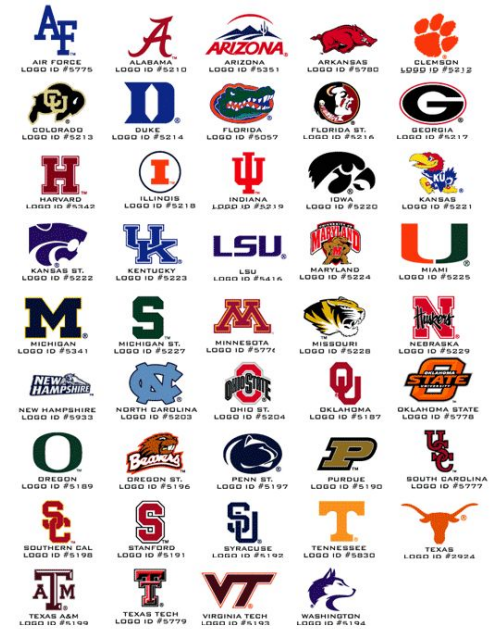 AF
A
ARIZONA
AIR FORCE
LOGO ID #5775
ALABAMA
LOGO ID #5210
ARIZONA
LOGO ID #5351
ARKANSAS
LOGO ID #5780
CLEMSON
LOGO ID #5212
CU
D
G
COLORADO
LOGO ID #5213
DUKE
LOGO ID #5214
FLORIDA
LOGO ID #5057
FLORIDA ST.
LOGO ID #5216
GEORGIA
LOGO ID #5217
H
I
IU
KU
HARVARD
LOGO ID #5342
ILLINOIS
LOGO ID #5218
INDIANA
LOGO ID #5219
IOWA
LOGO ID #5220
KANSAS
LOGO ID #5221
UK
LSU
MARYLAND
U
KANSAS ST.
LOGO ID #5222
KENTUCKY
LOGO ID #5223
LSU
LOGO ID #5416
MARYLAND
LOGO ID #5224
MIAMI
LOGO ID #5225
M
S
M
N
Huskers
MICHIGAN
LOGO ID #5341
MICHIGAN ST.
LOGO ID #5227
MINNESOTA
LOGO ID #577
MISSOURI
LOGO ID #5228
NEBRASKA
LOGO ID #5229
NEW
HAMPSHIRE
NC
OHIO STATE
OU
OKLAHOMA
STATE
UNIVERSITY
NEW HAMPSHIRE
LOGO ID #5933
NORTH CAROLINA
LOGO ID #5203
OHIO ST.
LOGO ID #5204
OKLAHOMA
LOGO ID #5187
OKLAHOMA STATE
LOGO ID #5778
O
Beavers
P
SC
OREGON
LOGO ID #5189
OREGON ST.
LOGO ID #5196
PENN ST.
LOGO ID #5197
PURDUE
LOGO ID #5190
SOUTH CAROLINA
LOGO ID #5777
SC
S
SU
T
SOUTHERN CAL
LOGO ID #5198
STANFORD
LOGO ID #5191
SYRACUSE
LOGO ID #5192
TENNESSEE
LOGO ID #5830
TEXAS
LOGO ID #2924
ATM
TT
VT
TEXAS A&M
LOGO ID #5199
TEXAS TECH
LOGO ID #5779
VIRGINIA TECH
LOGO ID #5193
WASHINGTON
LOGO ID #5194